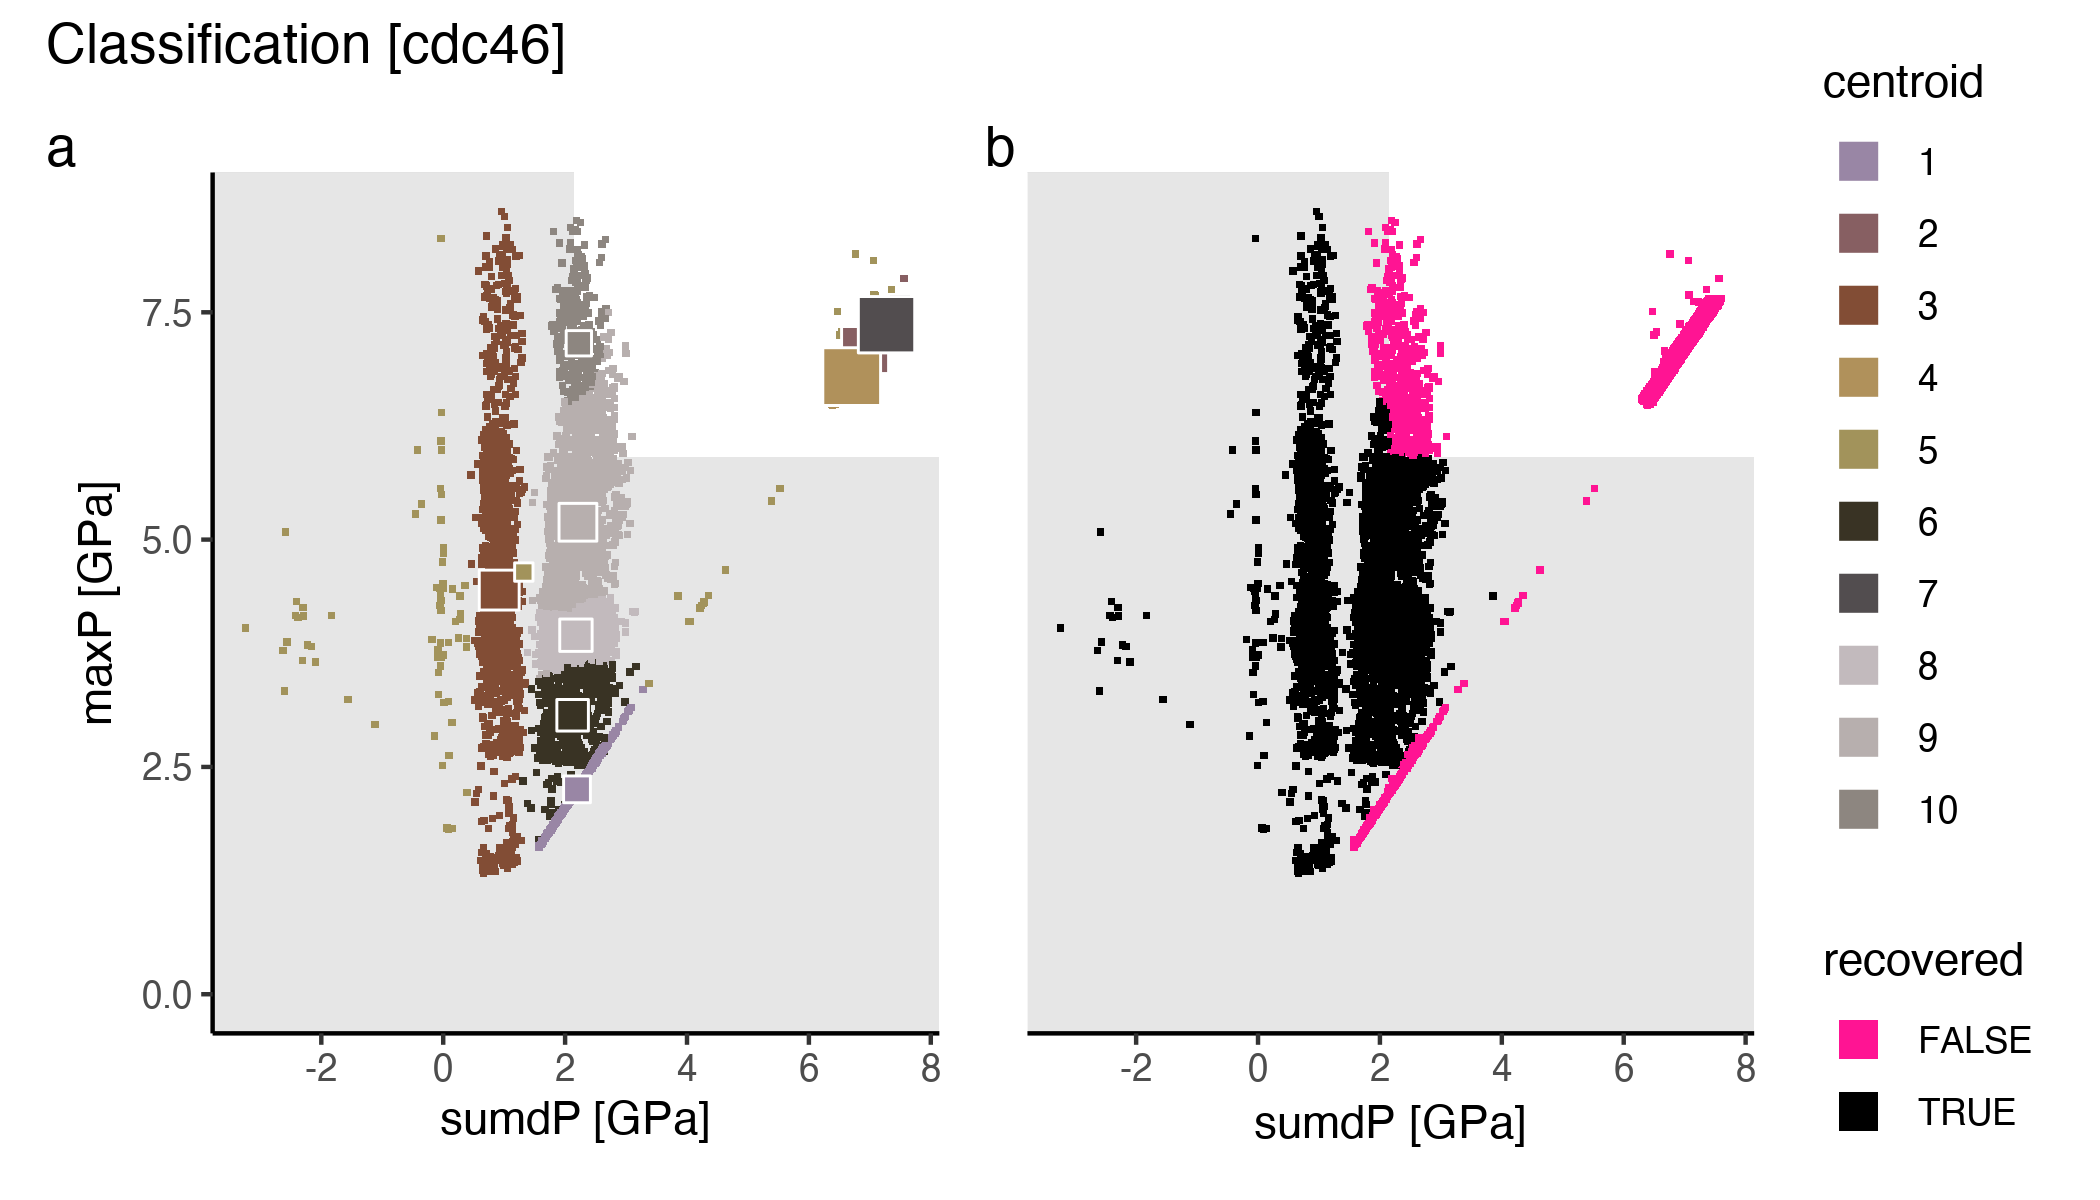 Classification [cdc46]
a
b
maxP [GPa]
7.5
5.0
2.5
0.0
-2 0 2 4 6 8
sumdP [GPa]
-2 0 2 4 6 8
sumdP [GPa]
centroid
1
2
3
4
5
6
7
8
9
10
recovered
FALSE
TRUE